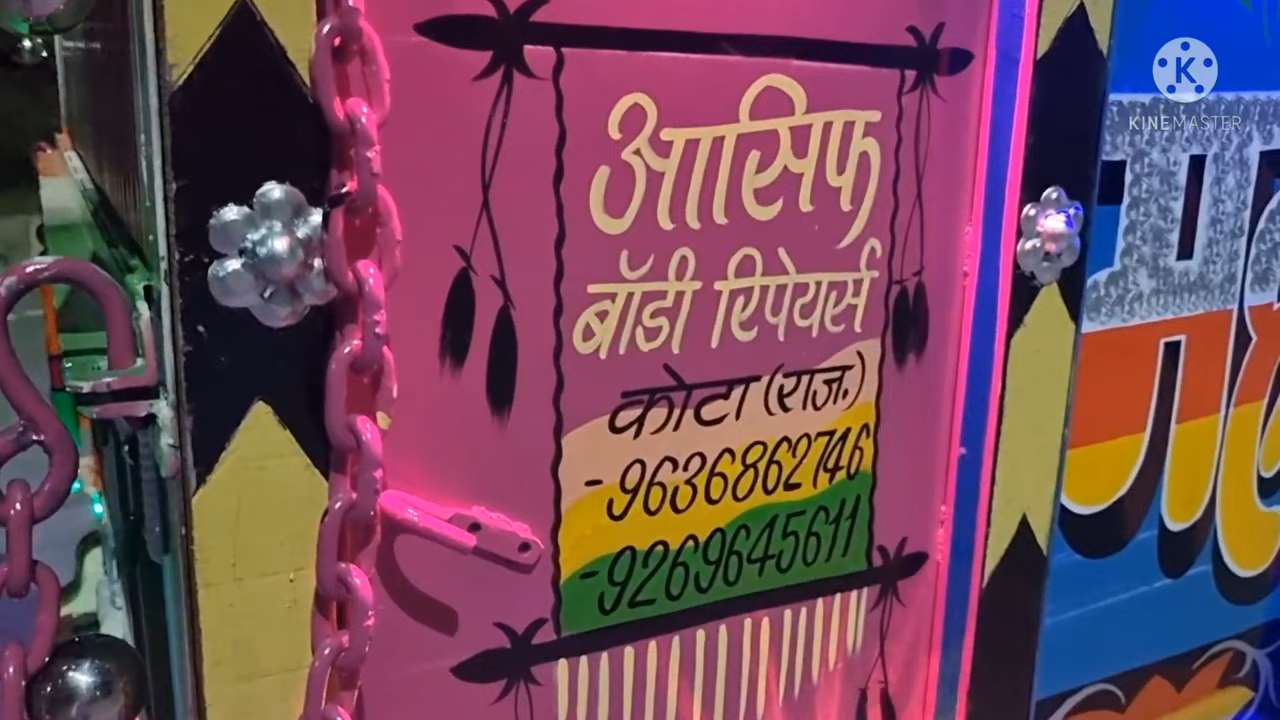 आसिफ
बॉडी रिपेयर्स
कोटा (राज.)
-9636862746
-9269645611
KINEMASTER